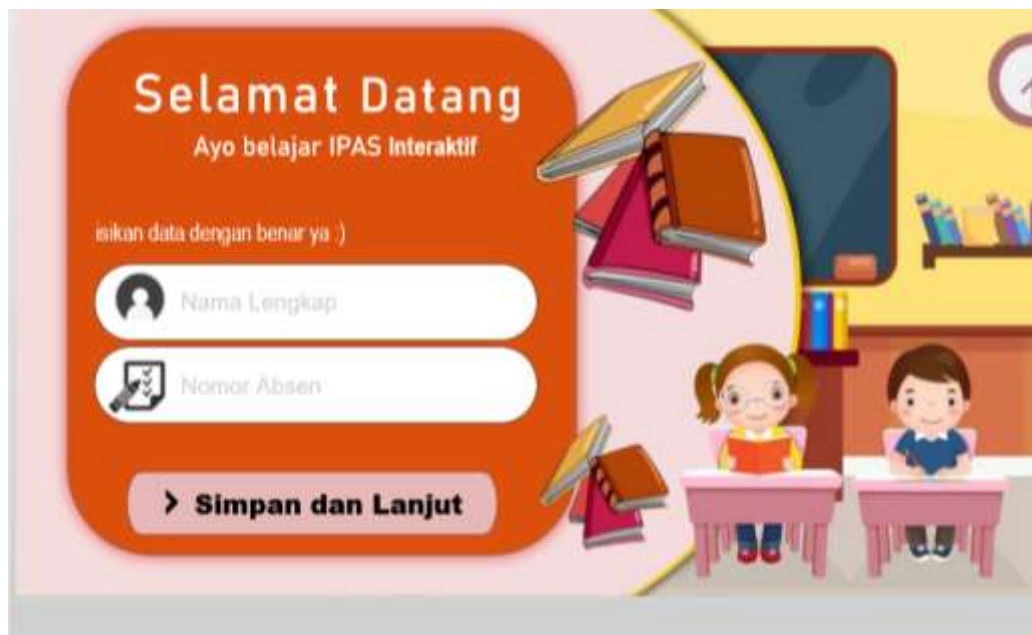 Selamat Datang
Ayo belajar IPAS Interaktif
isikan data dengan benar ya :)
Nama Lengkap
Nomor Absen
Simpan dan Lanjut